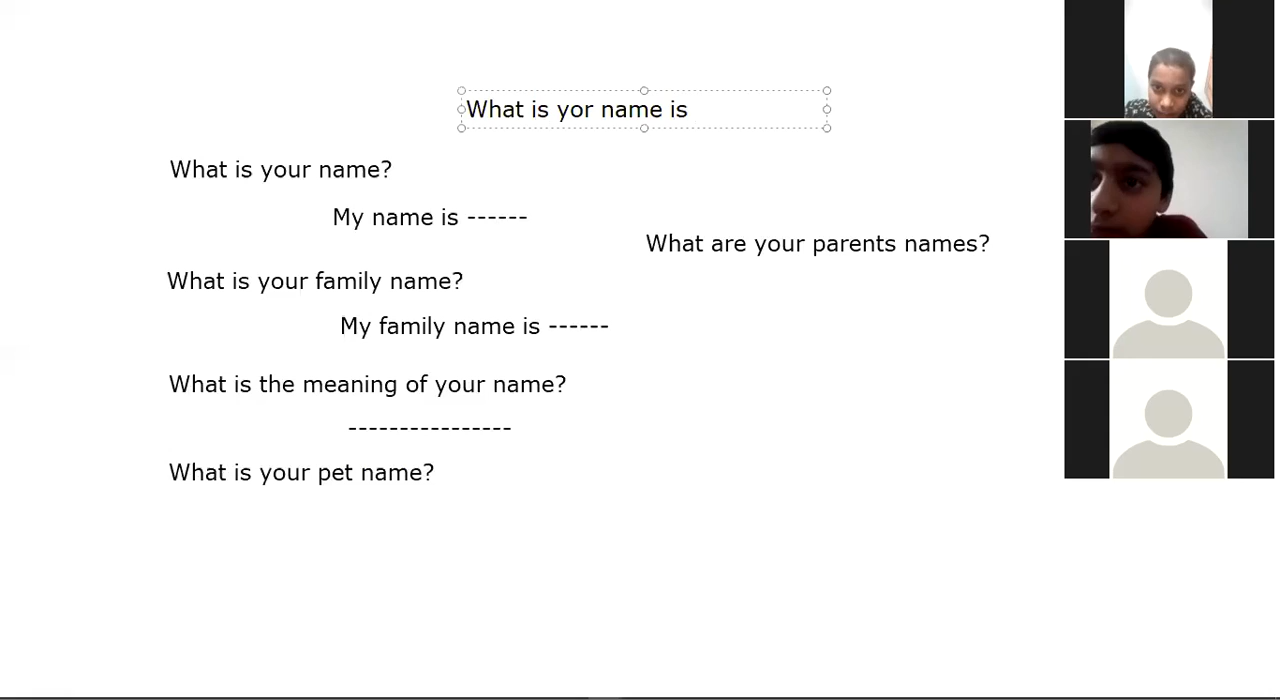 What is yor name is
What is your name?
My name is ------
What are your parents names?
What is your family name?
My family name is ------
What is the meaning of your name?
----------------
What is your pet name?